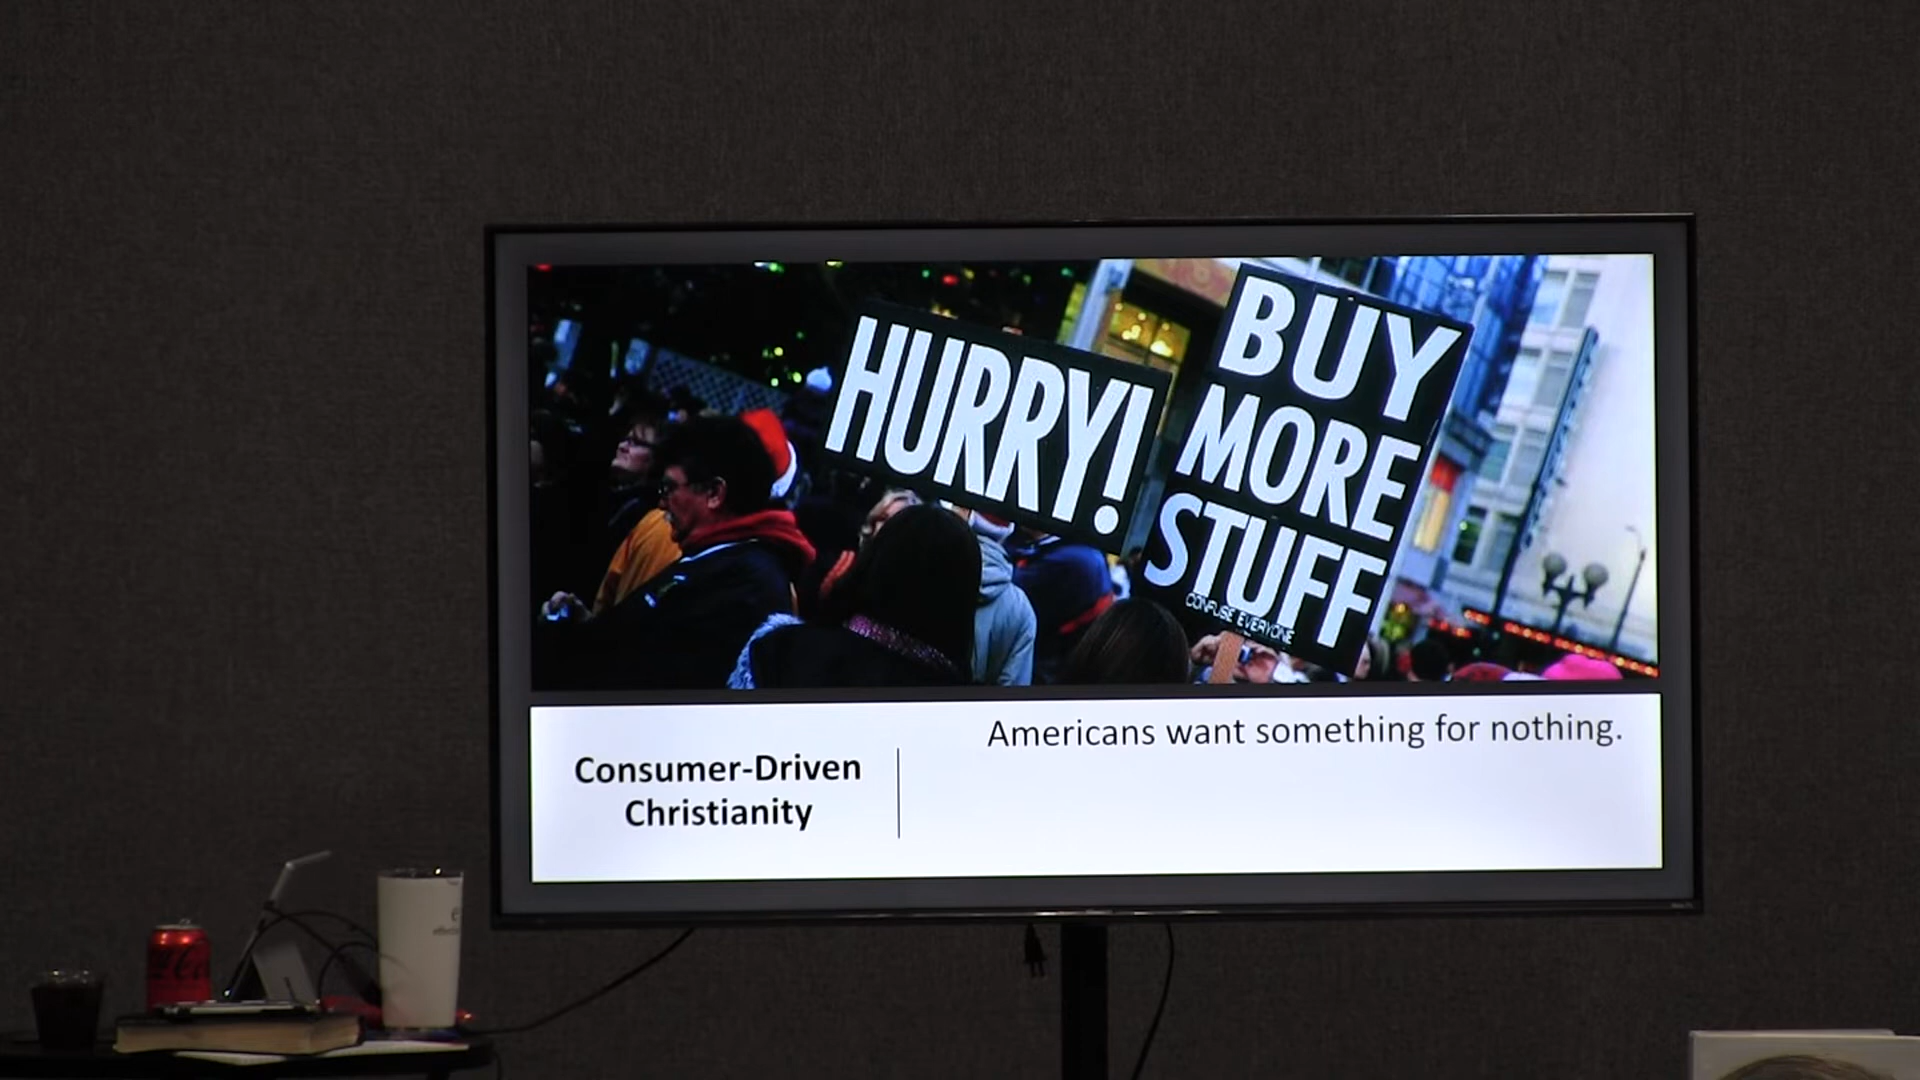 HURRY!
BUY
MORE
STUFF
CONFUSE EVERYONE
Americans want something for nothing.
Consumer-Driven
Christianity